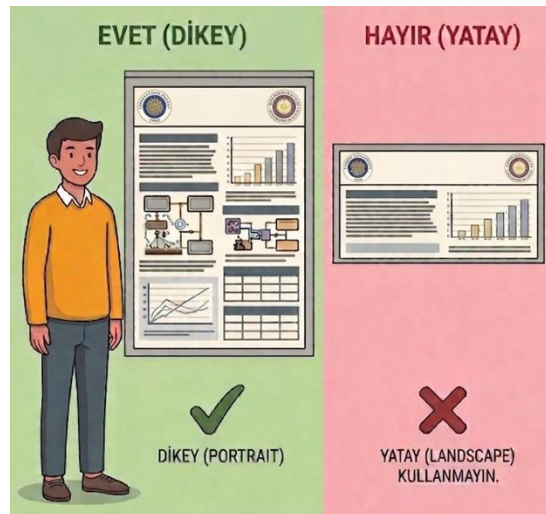 EVET (DİKEY)
HAYIR (YATAY)
DİKEY (PORTRAIT)
YATAY (LANDSCAPE)
KULLANMAYIN.